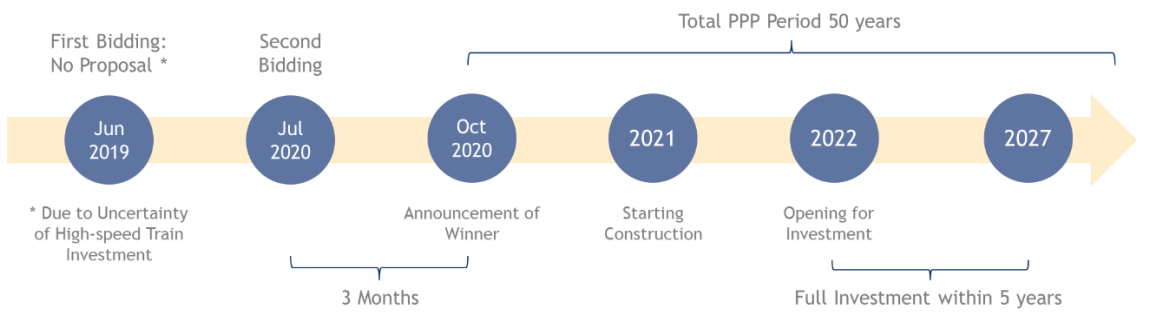 Total PPP Period 50 years
First Bidding:
No Proposal *
Second
Bidding
Jun
2019
Jul
2020
Oct
2020
2021
2022
2027
* Due to Uncertainty
of High-speed Train
Investment
Announcement of
Winner
Starting
Construction
Opening for
Investment
3 Months
Full Investment within 5 years